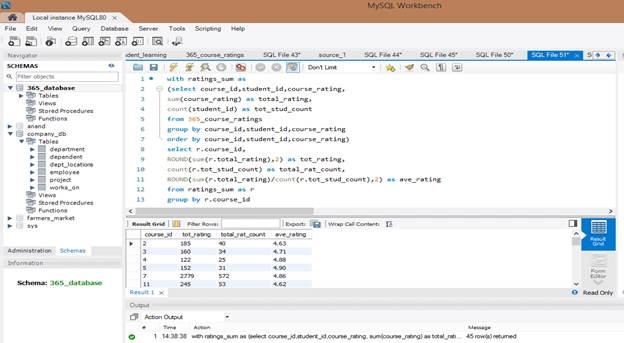 MySQL Workbench
Local instance MySQL80 ×
File Edit View Query Database Server Tools Scripting Help
Navigator
SCHEMAS
Filter objects
365_database
Tables
Views
Stored Procedures
Functions
anand
company_db
Tables
department
dependent
dept_locations
employee
project
works_on
Views
Stored Procedures
Functions
farmers_market
sys
Administration Schemas
Information
Schema: 365_database
udent_learning 365_course_ratings SQL File 43* source_1 SQL File 44* SQL File 45* SQL File 50* SQL File 51* × S
Don't Limit
1 with ratings_sum as
2 (select course_id,student_id,course_rating,
3 sum(course_rating) as total_rating,
4 count(student_id) as tot_stud_count
5 from 365_course_ratings
6 group by course_id,student_id,course_rating
7 order by course_id,student_id,course_rating)
8 select r.course_id,
9 ROUND(sum(r.total_rating),2) as tot_rating,
10 count(r.tot_stud_count) as total_rat_count,
11 ROUND(sum(r.total_rating)/count(r.tot_stud_count),2) as ave_rating
12 from ratings_sum as r
13 group by r.course_id
Result Grid Filter Rows: Export: Wrap Cell Content:
course_id tot_rating total_rat_count ave_rating
2 185 40 4.63
3 160 34 4.71
4 122 25 4.88
5 152 31 4.90
7 2779 572 4.86
11 245 53 4.62
Result Grid
Form Editor
Result 1 × Read Only
Output
Action Output
# Time Action Message
1 14:38:38 with ratings_sum as (select course_id,student_id,course_rating, sum(course_rating) as total_rati... 45 row(s) returned